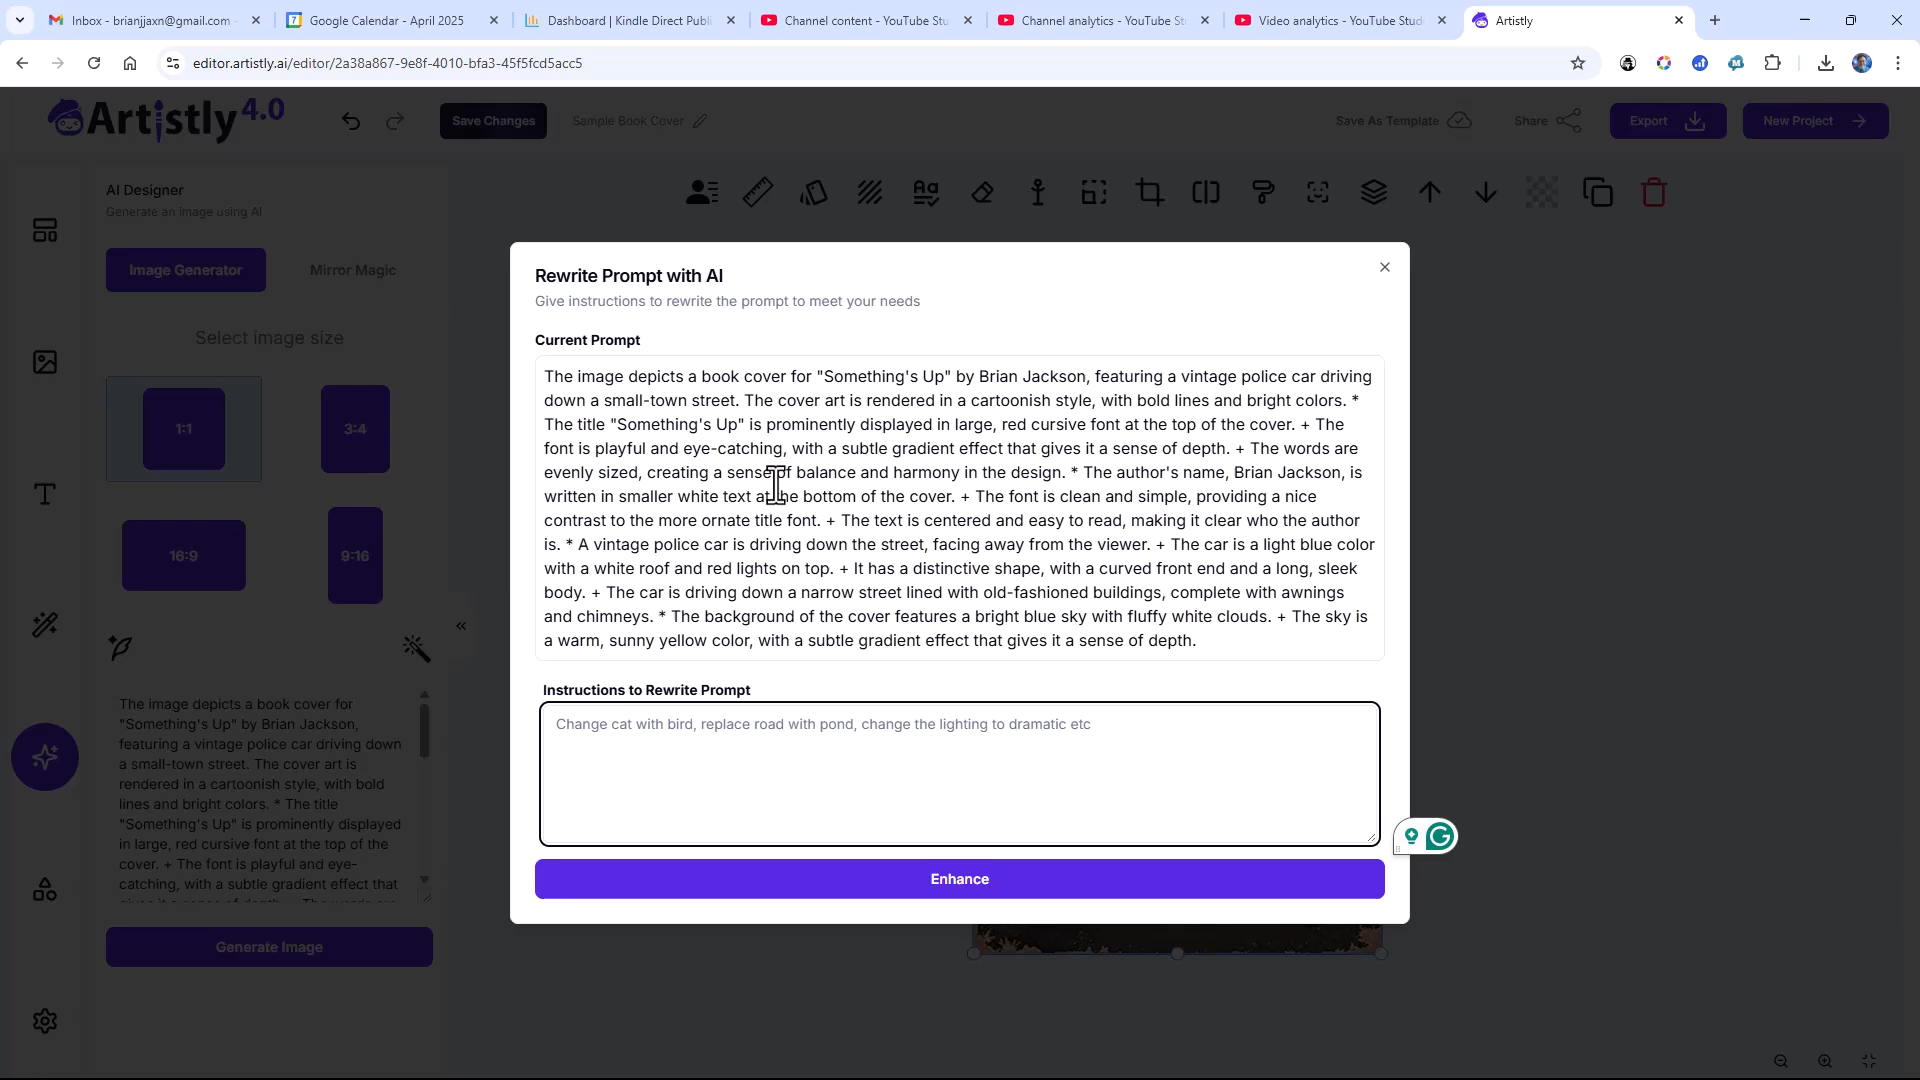 Inbox - brianjjaxn@gmail.com
Google Calendar - April 2025
Dashboard | Kindle Direct Publi
Channel content - YouTube Stu
Channel analytics - YouTube St
Video analytics - YouTube Stud
Artistly
editor.artistly.ai/editor/2a38a867-9e8f-4010-bfa3-45f5fcd5acc5
Artistly 4.0
Save Changes
Sample Book Cover
Save As Template
Share
Export
New Project
AI Designer
Generate an image using AI
Image Generator
Mirror Magic
Select image size
1:1
3:4
16:9
9:16
The image depicts a book cover for
"Something's Up" by Brian Jackson,
featuring a vintage police car driving down
a small-town street. The cover art is
rendered in a cartoonish style, with bold
lines and bright colors. * The title
"Something's Up" is prominently displayed
in large, red cursive font at the top of the
cover. + The font is playful and eye-
catching, with a subtle gradient effect that
Generate Image
Rewrite Prompt with AI
Give instructions to rewrite the prompt to meet your needs
Current Prompt
The image depicts a book cover for "Something's Up" by Brian Jackson, featuring a vintage police car driving
down a small-town street. The cover art is rendered in a cartoonish style, with bold lines and bright colors. *
The title "Something's Up" is prominently displayed in large, red cursive font at the top of the cover. + The
font is playful and eye-catching, with a subtle gradient effect that gives it a sense of depth. + The words are
evenly sized, creating a sense of balance and harmony in the design. * The author's name, Brian Jackson, is
written in smaller white text at the bottom of the cover. + The font is clean and simple, providing a nice
contrast to the more ornate title font. + The text is centered and easy to read, making it clear who the author
is. * A vintage police car is driving down the street, facing away from the viewer. + The car is a light blue color
with a white roof and red lights on top. + It has a distinctive shape, with a curved front end and a long, sleek
body. + The car is driving down a narrow street lined with old-fashioned buildings, complete with awnings
and chimneys. * The background of the cover features a bright blue sky with fluffy white clouds. + The sky is
a warm, sunny yellow color, with a subtle gradient effect that gives it a sense of depth.
Instructions to Rewrite Prompt
Change cat with bird, replace road with pond, change the lighting to dramatic etc
Enhance